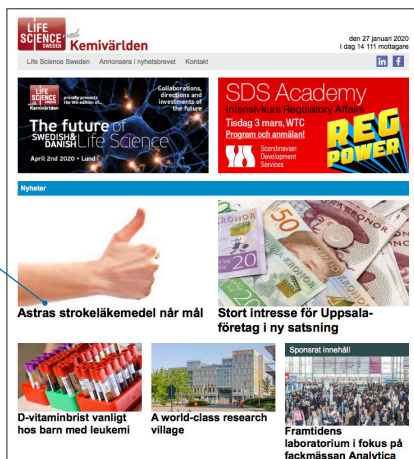 LIFE
SCIENCE med
SWEDEN
Kemivärlden
den 27 januari 2020
I dag 14 111 mottagare
Life Science Sweden Annonsera i nyhetsbrevet Kontakt
in f
LIFE
SCIENCE
SWEDEN
Kemivärlden
proudly presents
the 9th edition of...
Collaborations,
directions and
investments of
the future
The future of
SWEDISH&
DANISH Life Science
April 2nd 2020 • Lund
SDS Academy
Intensivkurs Regulatory Affairs
Tisdag 3 mars, WTC
Program och anmälan!
Scandinavian
Development
Services
REG
POWER
Nyheter
Astras strokeläkemedel når mål
KRONOR
50
Stort intresse för Uppsala-
företag i ny satsning
D-vitaminbrist vanligt
hos barn med leukemi
A world-class research
village
Sponsrat innehåll
Framtidens
laboratorium i fokus på
fackmässan Analytica